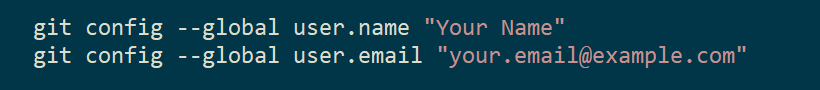 git config --global user.name "Your Name"
git config --global user.email "your.email@example.com"